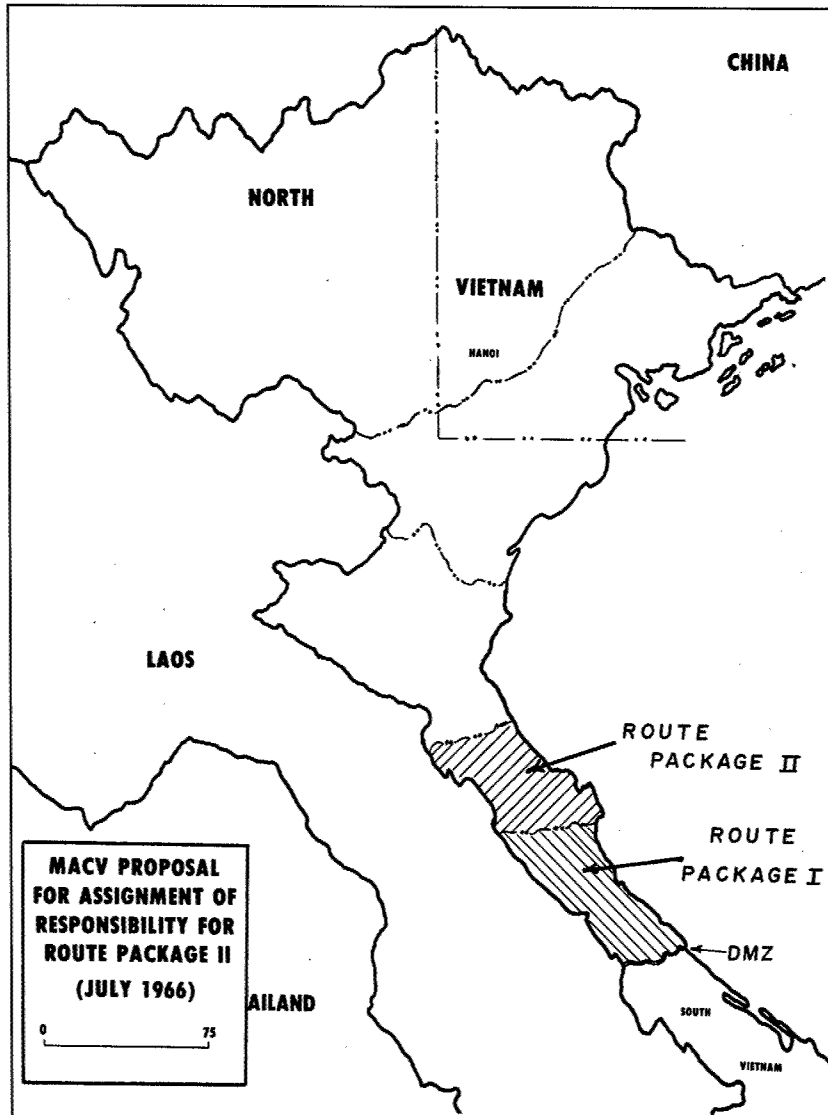 CHINA
NORTH
VIETNAM
HANOI
LAOS
ROUTE
PACKAGE II
ROUTE
PACKAGE I
DMZ
MACV PROPOSAL
FOR ASSIGNMENT OF
RESPONSIBILITY FOR
ROUTE PACKAGE II
(JULY 1966)
0 75
AILAND
SOUTH
VIETNAM